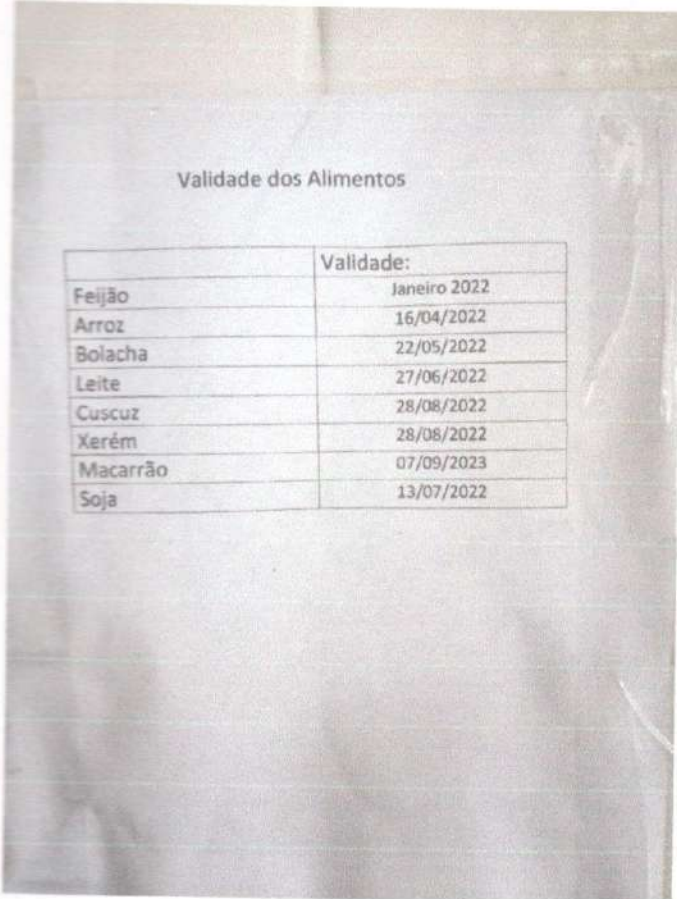 Validade dos Alimentos
Validade:
Feijão Janeiro 2022
Arroz 16/04/2022
Bolacha 22/05/2022
Leite 27/06/2022
Cuscuz 28/08/2022
Xerém 28/08/2022
Macarrão 07/09/2023
Soja 13/07/2022